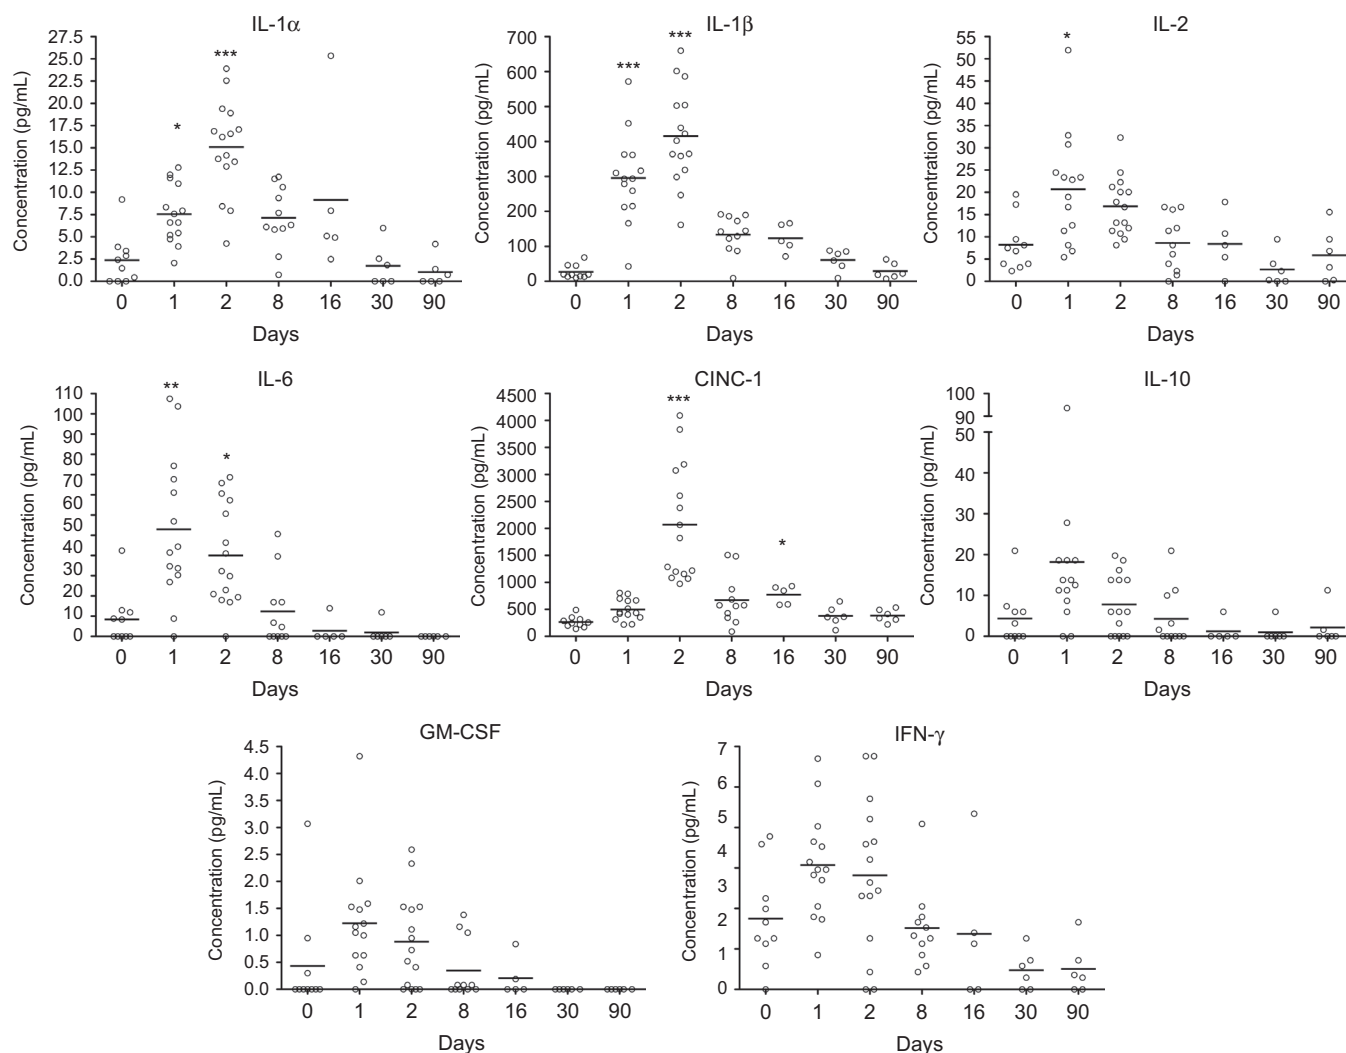 IL-1α
Concentration (pg/mL)
27.5
25.0
22.5
20.0
17.5
15.0
12.5
10.0
7.5
5.0
2.5
0.0
*
***
0 1 2 8 16 30 90
Days
IL-1β
Concentration (pg/mL)
700
600
500
400
300
200
100
0
***
***
0 1 2 8 16 30 90
Days
IL-2
Concentration (pg/mL)
55
50
45
40
35
30
25
20
15
10
5
0
*
0 1 2 8 16 30 90
Days
IL-6
Concentration (pg/mL)
110
100
90
80
70
60
50
40
30
20
10
0
**
*
0 1 2 8 16 30 90
Days
CINC-1
Concentration (pg/mL)
4500
4000
3500
3000
2500
2000
1500
1000
500
0
***
*
0 1 2 8 16 30 90
Days
IL-10
Concentration (pg/mL)
100
90
50
40
30
20
10
0
0 1 2 8 16 30 90
Days
GM-CSF
Concentration (pg/mL)
4.5
4.0
3.5
3.0
2.5
2.0
1.5
1.0
0.5
0.0
0 1 2 8 16 30 90
Days
IFN-γ
Concentration (pg/mL)
7
6
5
4
3
2
1
0
0 1 2 8 16 30 90
Days